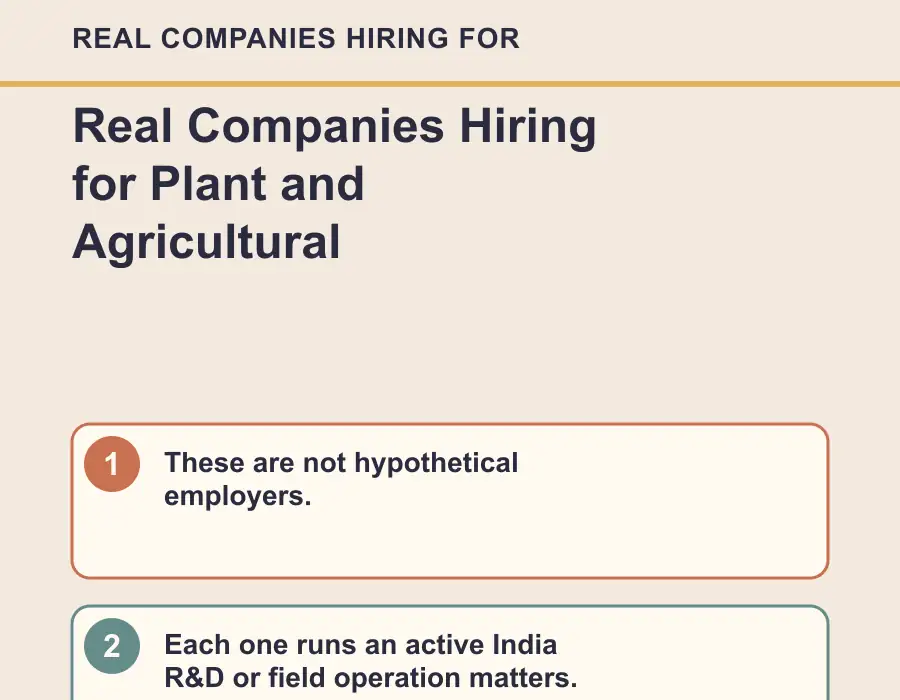 REAL COMPANIES HIRING FOR
Real Companies Hiring
for Plant and
Agricultural
1
These are not hypothetical
employers.
2
Each one runs an active India
R&D or field operation matters.